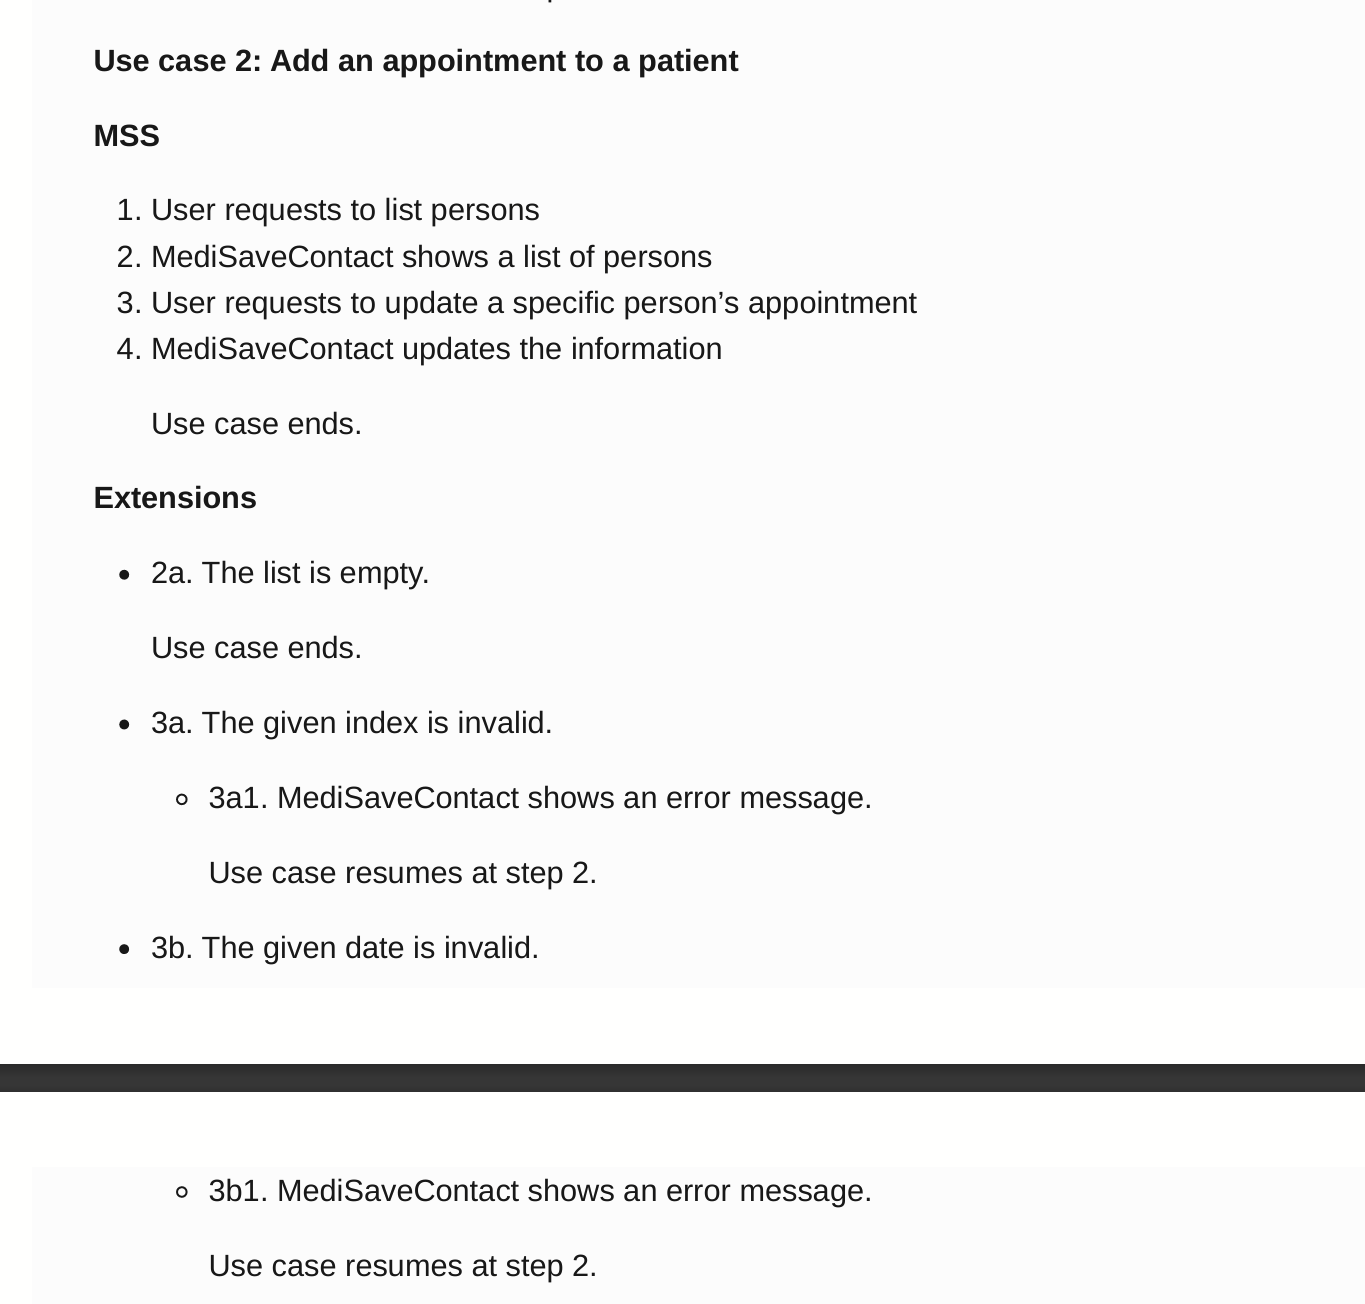 Use case 2: Add an appointment to a patient
MSS
1. User requests to list persons
2. MediSaveContact shows a list of persons
3. User requests to update a specific person’s appointment
4. MediSaveContact updates the information
Use case ends.
Extensions
• 2a. The list is empty.
Use case ends.
• 3a. The given index is invalid.
◦ 3a1. MediSaveContact shows an error message.
Use case resumes at step 2.
• 3b. The given date is invalid.
◦ 3b1. MediSaveContact shows an error message.
Use case resumes at step 2.